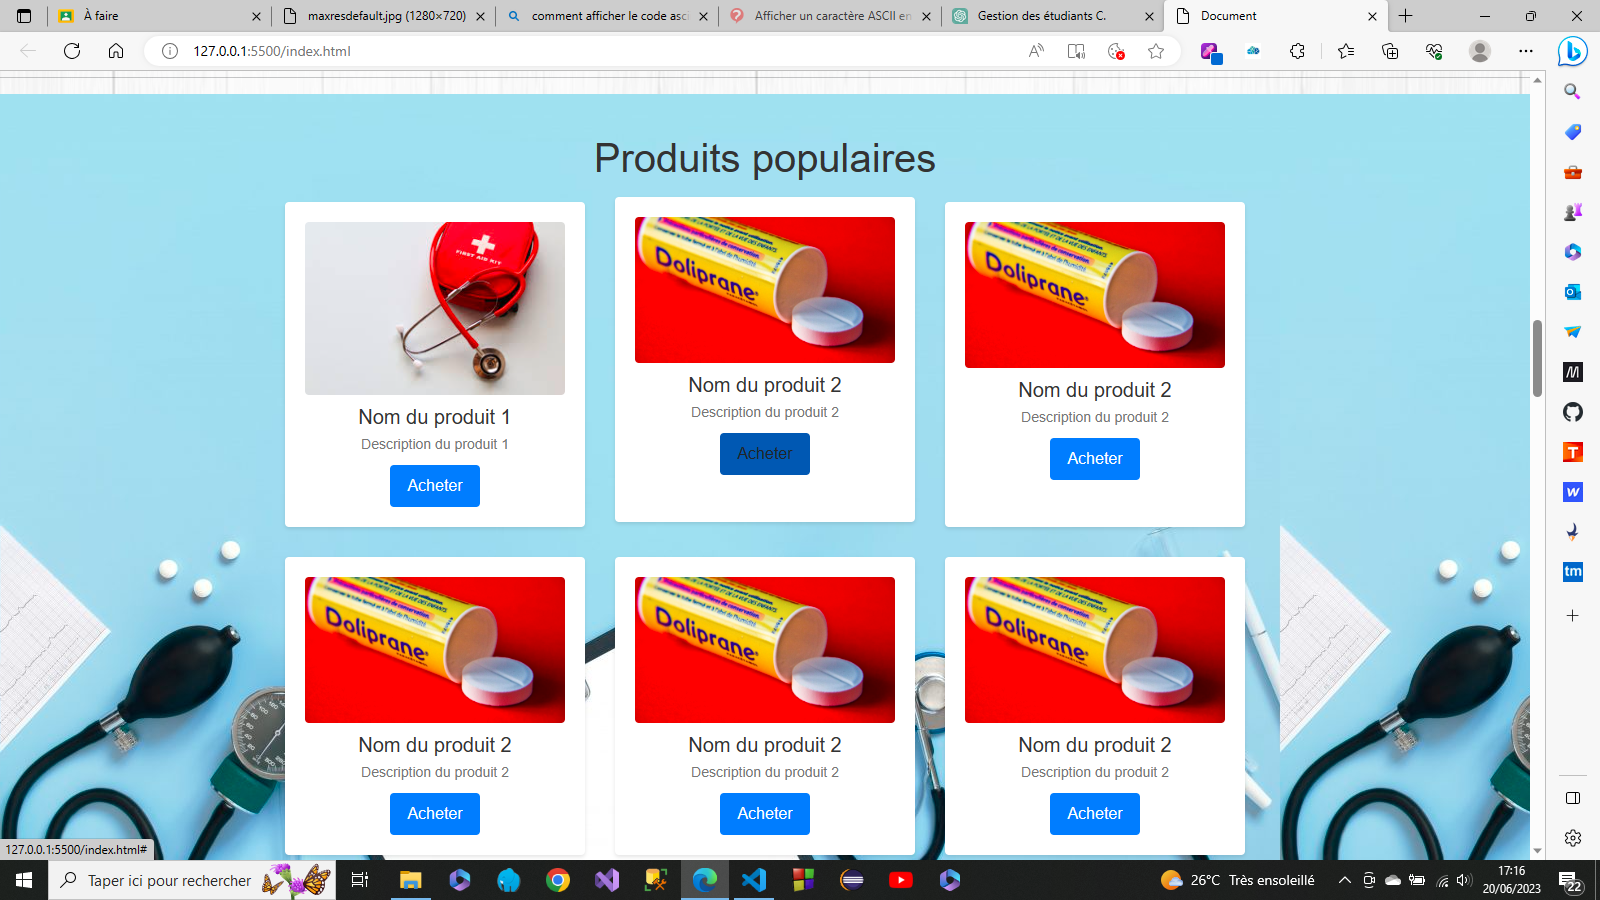 À faire
maxresdefault.jpg (1280×720)
comment afficher le code asci
Afficher un caractère ASCII en
Gestion des étudiants C.
Document
127.0.0.1:5500/index.html
Produits populaires
FIRST AID KIT
Nom du produit 1
Description du produit 1
Acheter
Doliprane
Nom du produit 2
Description du produit 2
Acheter
Doliprane
Nom du produit 2
Description du produit 2
Acheter
Doliprane
Nom du produit 2
Description du produit 2
Acheter
Doliprane
Nom du produit 2
Description du produit 2
Acheter
Doliprane
Nom du produit 2
Description du produit 2
Acheter
127.0.0.1:5500/index.html#
Taper ici pour rechercher
26°C Très ensoleillé
17:16
20/06/2023
22